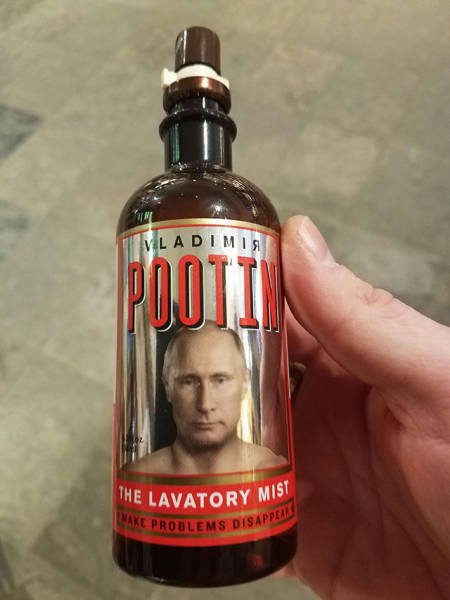 VLADIMIЯ
POOTIN
THE LAVATORY MIST
MAKE PROBLEMS DISAPPEAR